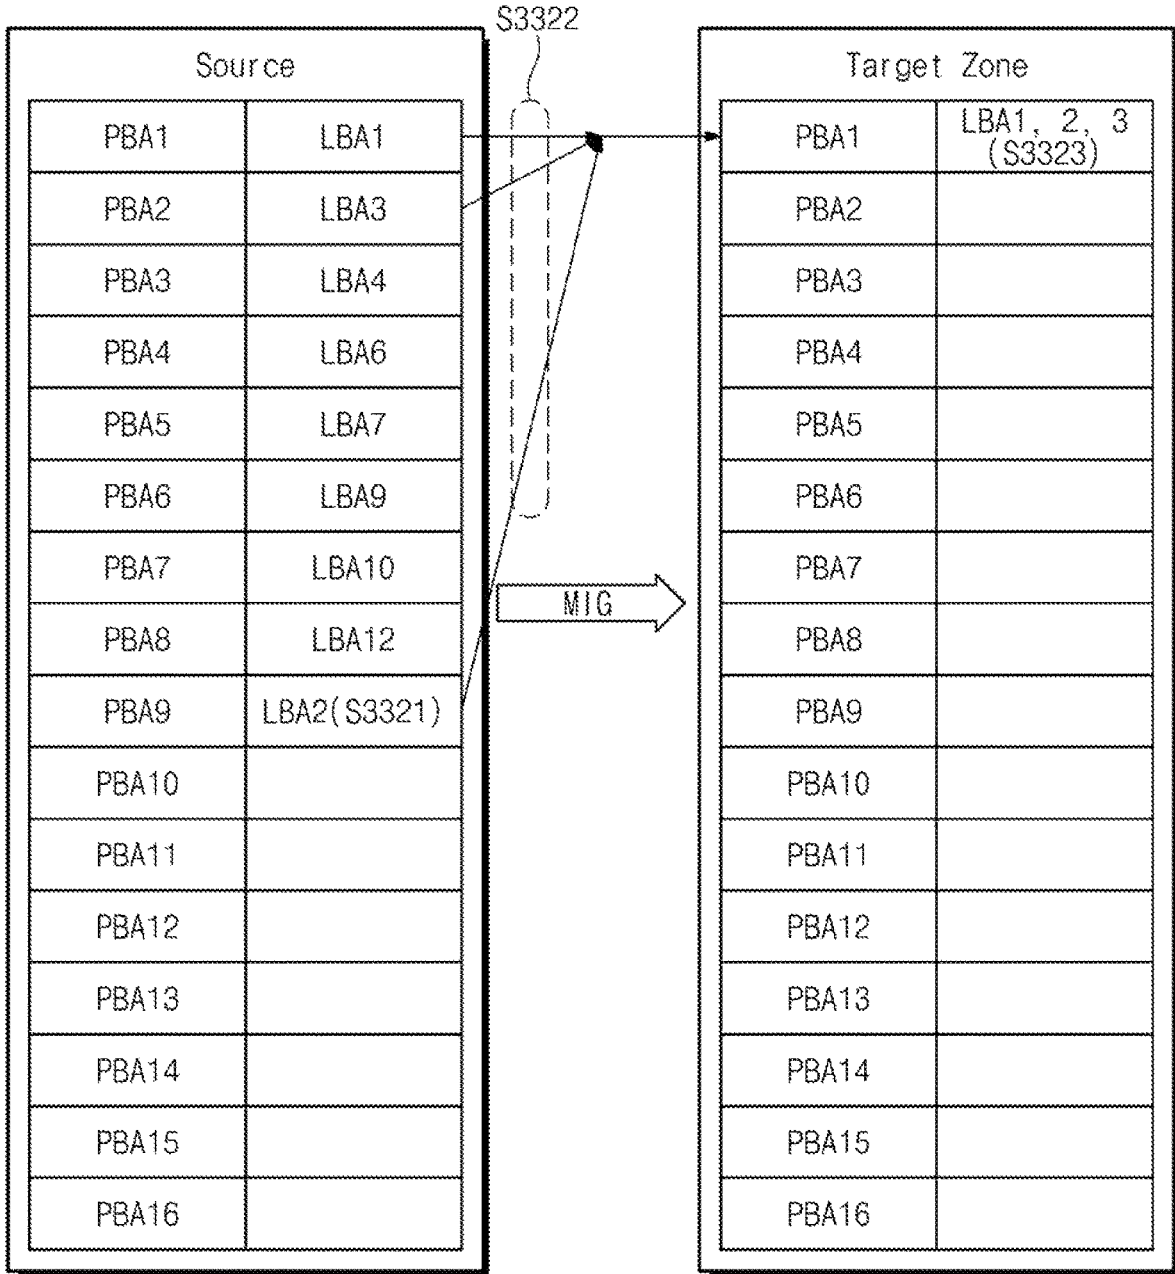 S3322
Source
PBA1 LBA1
PBA2 LBA3
PBA3 LBA4
PBA4 LBA6
PBA5 LBA7
PBA6 LBA9
PBA7 LBA10
PBA8 LBA12
PBA9 LBA2(S3321)
PBA10
PBA11
PBA12
PBA13
PBA14
PBA15
PBA16
MIG
Target Zone
PBA1 LBA1, 2, 3
(S3323)
PBA2
PBA3
PBA4
PBA5
PBA6
PBA7
PBA8
PBA9
PBA10
PBA11
PBA12
PBA13
PBA14
PBA15
PBA16